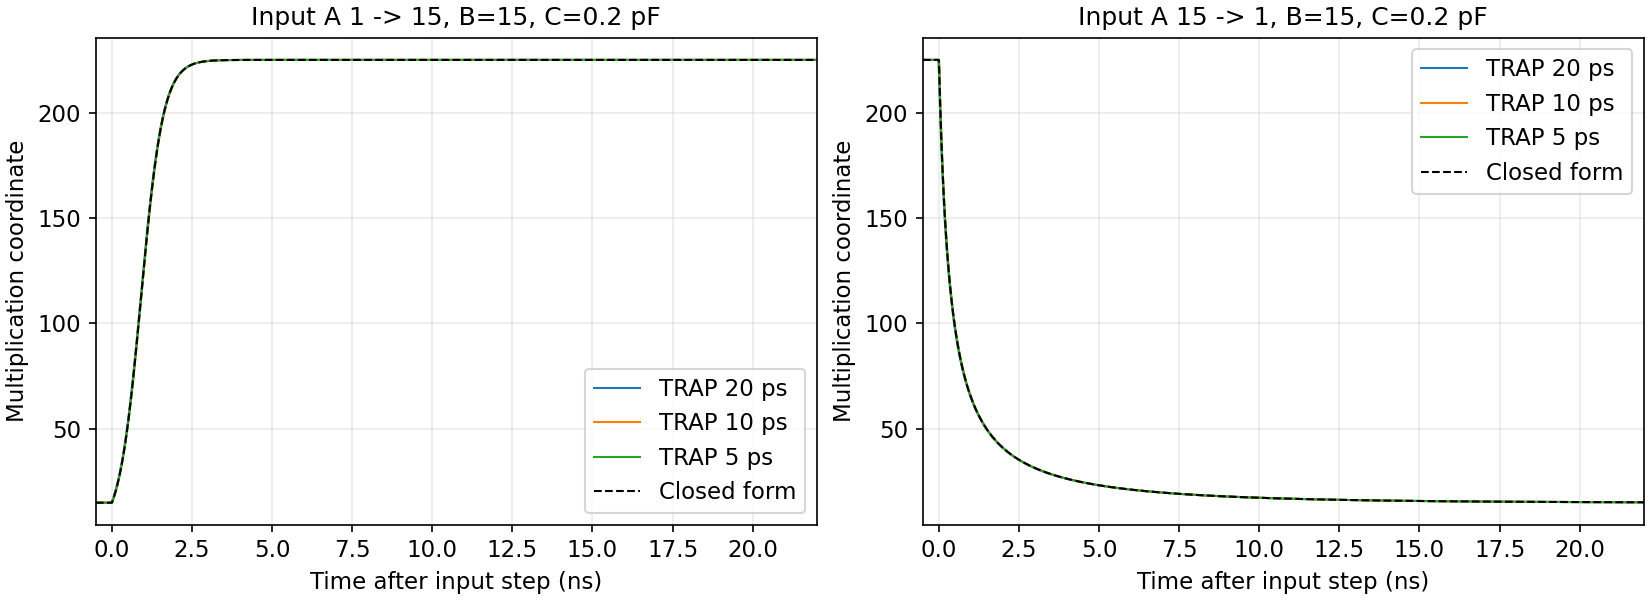 Input A 1 -> 15, B=15, C=0.2 pF
Multiplication coordinate
200
150
100
50
TRAP 20 ps
TRAP 10 ps
TRAP 5 ps
Closed form
0.0 2.5 5.0 7.5 10.0 12.5 15.0 17.5 20.0
Time after input step (ns)
Input A 15 -> 1, B=15, C=0.2 pF
Multiplication coordinate
200
150
100
50
TRAP 20 ps
TRAP 10 ps
TRAP 5 ps
Closed form
0.0 2.5 5.0 7.5 10.0 12.5 15.0 17.5 20.0
Time after input step (ns)